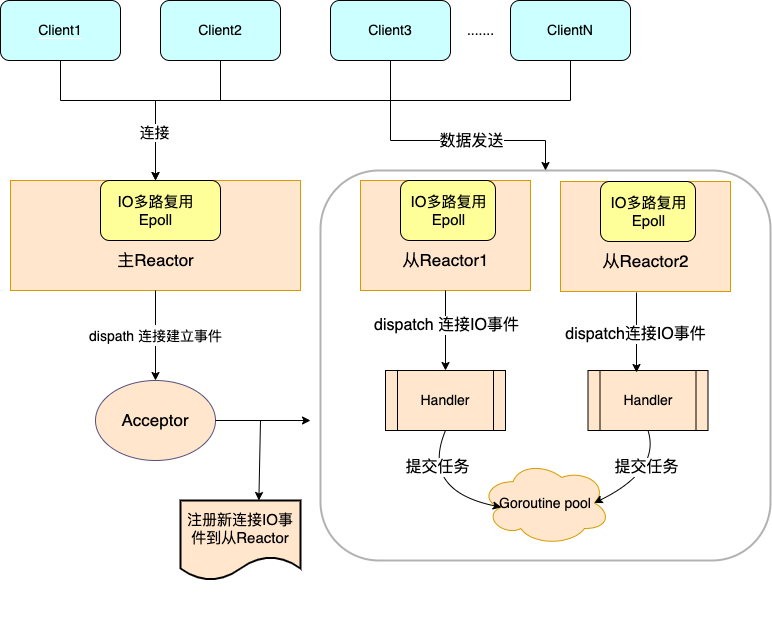 Client1
Client2
Client3
.......
ClientN
连接
数据发送
IO多路复用
Epoll
主Reactor
IO多路复用
Epoll
从Reactor1
IO多路复用
Epoll
从Reactor2
dispath 连接建立事件
dispatch 连接IO事件
dispatch连接IO事件
Acceptor
Handler
Handler
提交任务
提交任务
Goroutine pool
注册新连接IO事
件到从Reactor